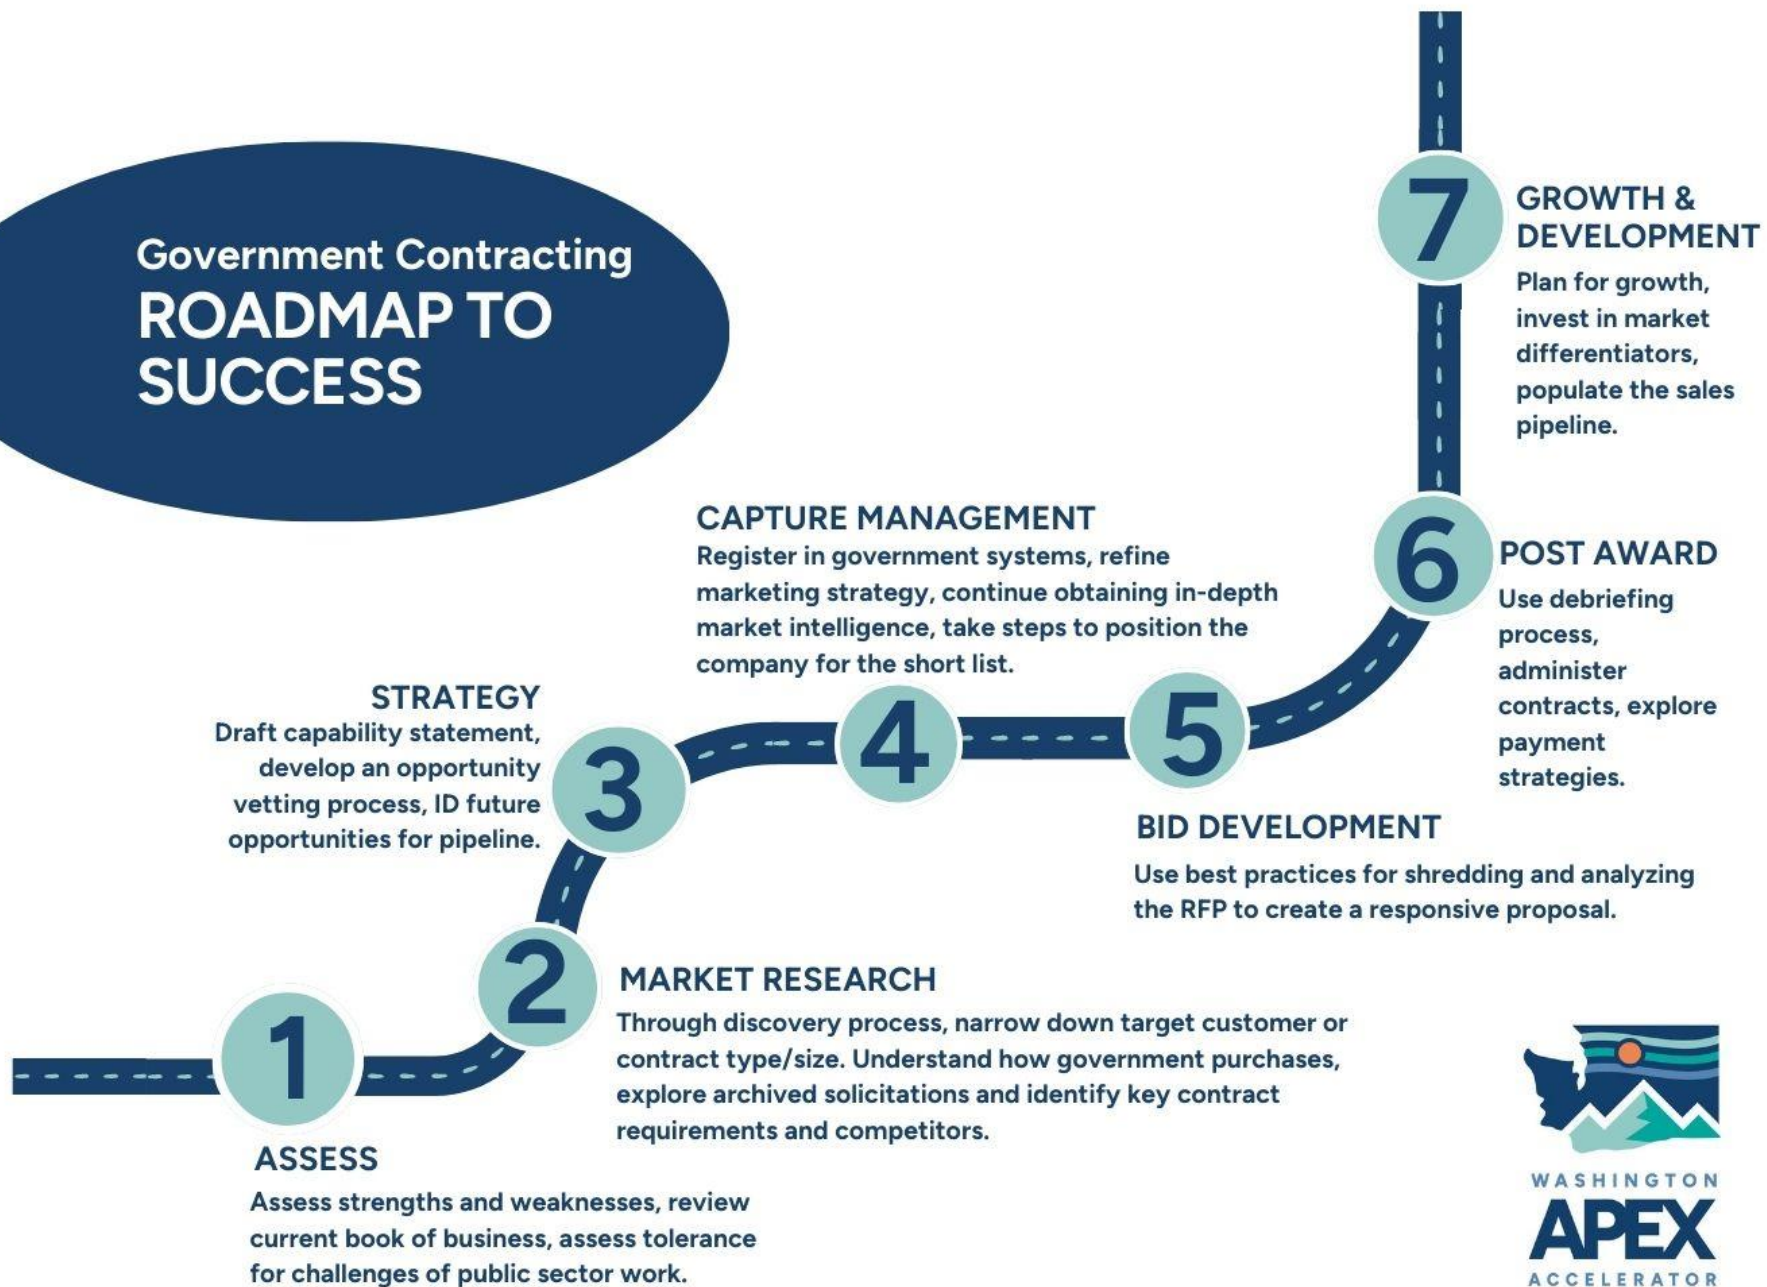 Government Contracting
ROADMAP TO
SUCCESS
1
ASSESS
Assess strengths and weaknesses, review
current book of business, assess tolerance
for challenges of public sector work.
2
MARKET RESEARCH
Through discovery process, narrow down target customer or
contract type/size. Understand how government purchases,
explore archived solicitations and identify key contract
requirements and competitors.
3
STRATEGY
Draft capability statement,
develop an opportunity
vetting process, ID future
opportunities for pipeline.
4
CAPTURE MANAGEMENT
Register in government systems, refine
marketing strategy, continue obtaining in-depth
market intelligence, take steps to position the
company for the short list.
5
BID DEVELOPMENT
Use best practices for shredding and analyzing
the RFP to create a responsive proposal.
6
POST AWARD
Use debriefing
process,
administer
contracts, explore
payment
strategies.
7
GROWTH &
DEVELOPMENT
Plan for growth,
invest in market
differentiators,
populate the sales
pipeline.
WASHINGTON
APEX
ACCELERATOR